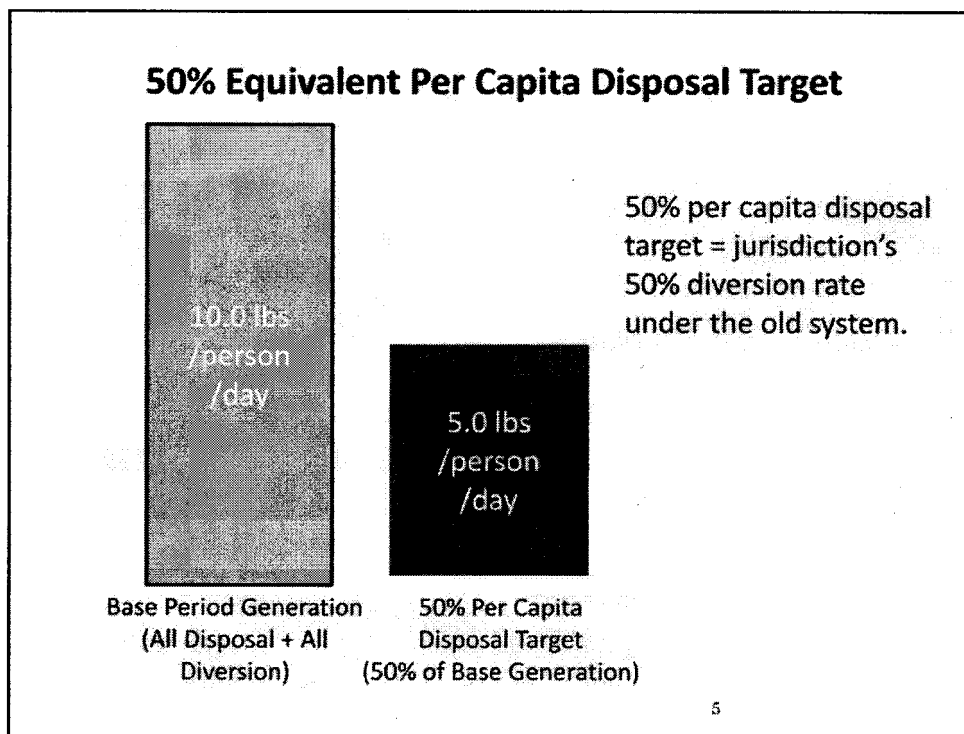 50% Equivalent Per Capita Disposal Target
10.0 lbs
/person
/day
5.0 lbs
/person
/day
50% per capita disposal
target = jurisdiction's
50% diversion rate
under the old system.
Base Period Generation
(All Disposal + All
Diversion)
50% Per Capita
Disposal Target
(50% of Base Generation)
5